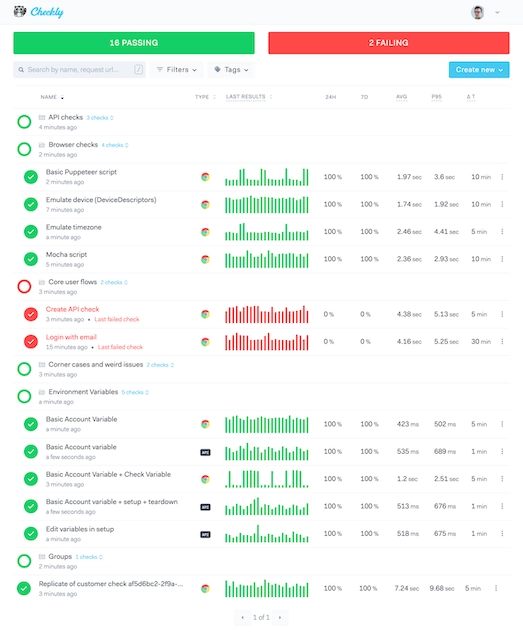 Checkly
16 PASSING
2 FAILING
Search by name, request url...
/
Filters
Tags
Create new
NAME TYPE LAST RESULTS 24H 7D AVG P95 Δ T
API checks 3 checks
4 minutes ago
Browser checks 4 checks
2 minutes ago
Basic Puppeteer script
2 minutes ago
100 % 100 % 1.97 sec 3.6 sec 10 min
Emulate device (DeviceDescriptors)
7 minutes ago
100 % 100 % 1.74 sec 1.92 sec 10 min
Emulate timezone
a minute ago
100 % 100 % 2.46 sec 4.41 sec 5 min
Mocha script
5 minutes ago
100 % 100 % 2.36 sec 2.93 sec 10 min
Core user flows 2 checks
3 minutes ago
Create API check
3 minutes ago • Last failed check
0 % 0 % 4.38 sec 5.13 sec 5 min
Login with email
15 minutes ago • Last failed check
0 % 0 % 4.16 sec 5.25 sec 30 min
Corner cases and weird issues 2 checks
3 minutes ago
Environment Variables 5 checks
a minute ago
Basic Account Variable
a minute ago
100 % 100 % 423 ms 502 ms 5 min
Basic Account variable
a few seconds ago
API
100 % 100 % 535 ms 689 ms 1 min
Basic Account Variable + Check Variable
3 minutes ago
100 % 100 % 1.2 sec 2.51 sec 5 min
Basic Account variable + setup + teardown
a few seconds ago
API
100 % 100 % 513 ms 676 ms 1 min
Edit variables in setup
a minute ago
API
100 % 100 % 518 ms 675 ms 1 min
Groups
checks
a minute ago
Replicate of customer check af5d6bc2-2f9a-...
3 minutes ago
100 % 100 % 7.24 sec 9.68 sec 5 min
1 of 1